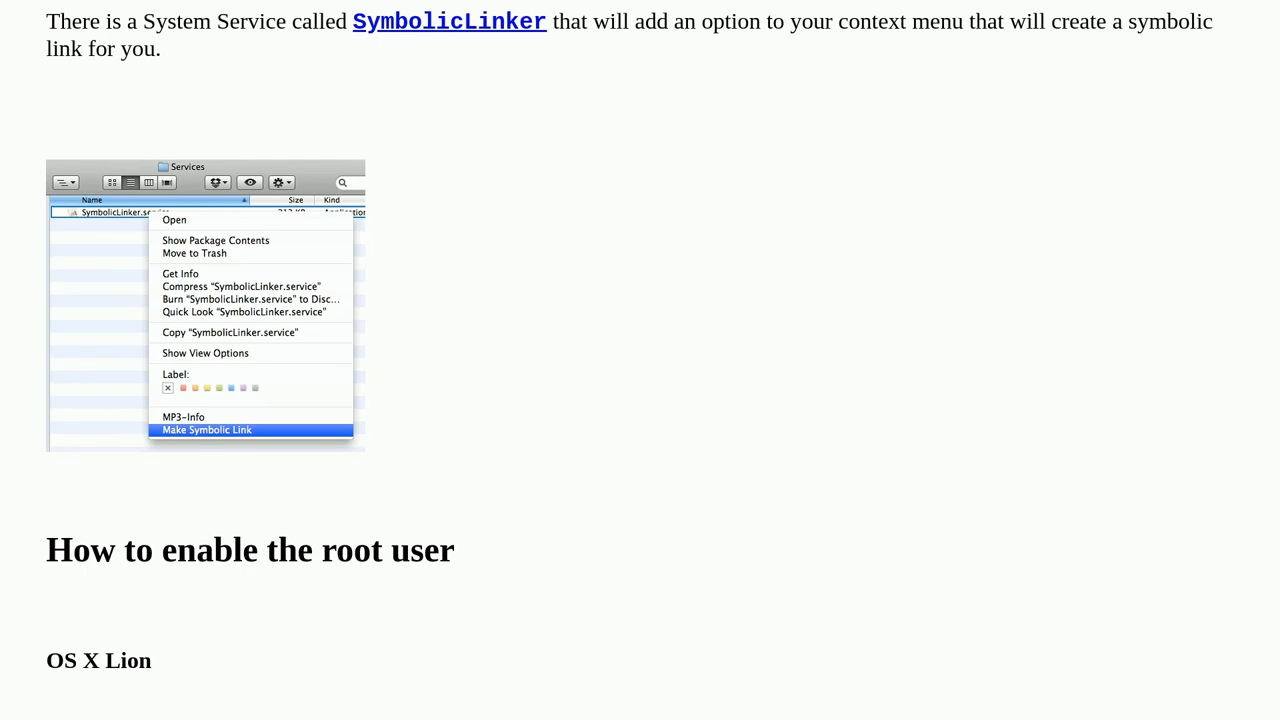 There is a System Service called SymbolicLinker that will add an option to your context menu that will create a symbolic
link for you.
Services
Name Size Kind
SymbolicLinker.service
Open
Show Package Contents
Move to Trash
Get Info
Compress “SymbolicLinker.service”
Burn “SymbolicLinker.service” to Disc...
Quick Look “SymbolicLinker.service”
Copy “SymbolicLinker.service”
Show View Options
Label:
MP3-Info
Make Symbolic Link
How to enable the root user
OS X Lion